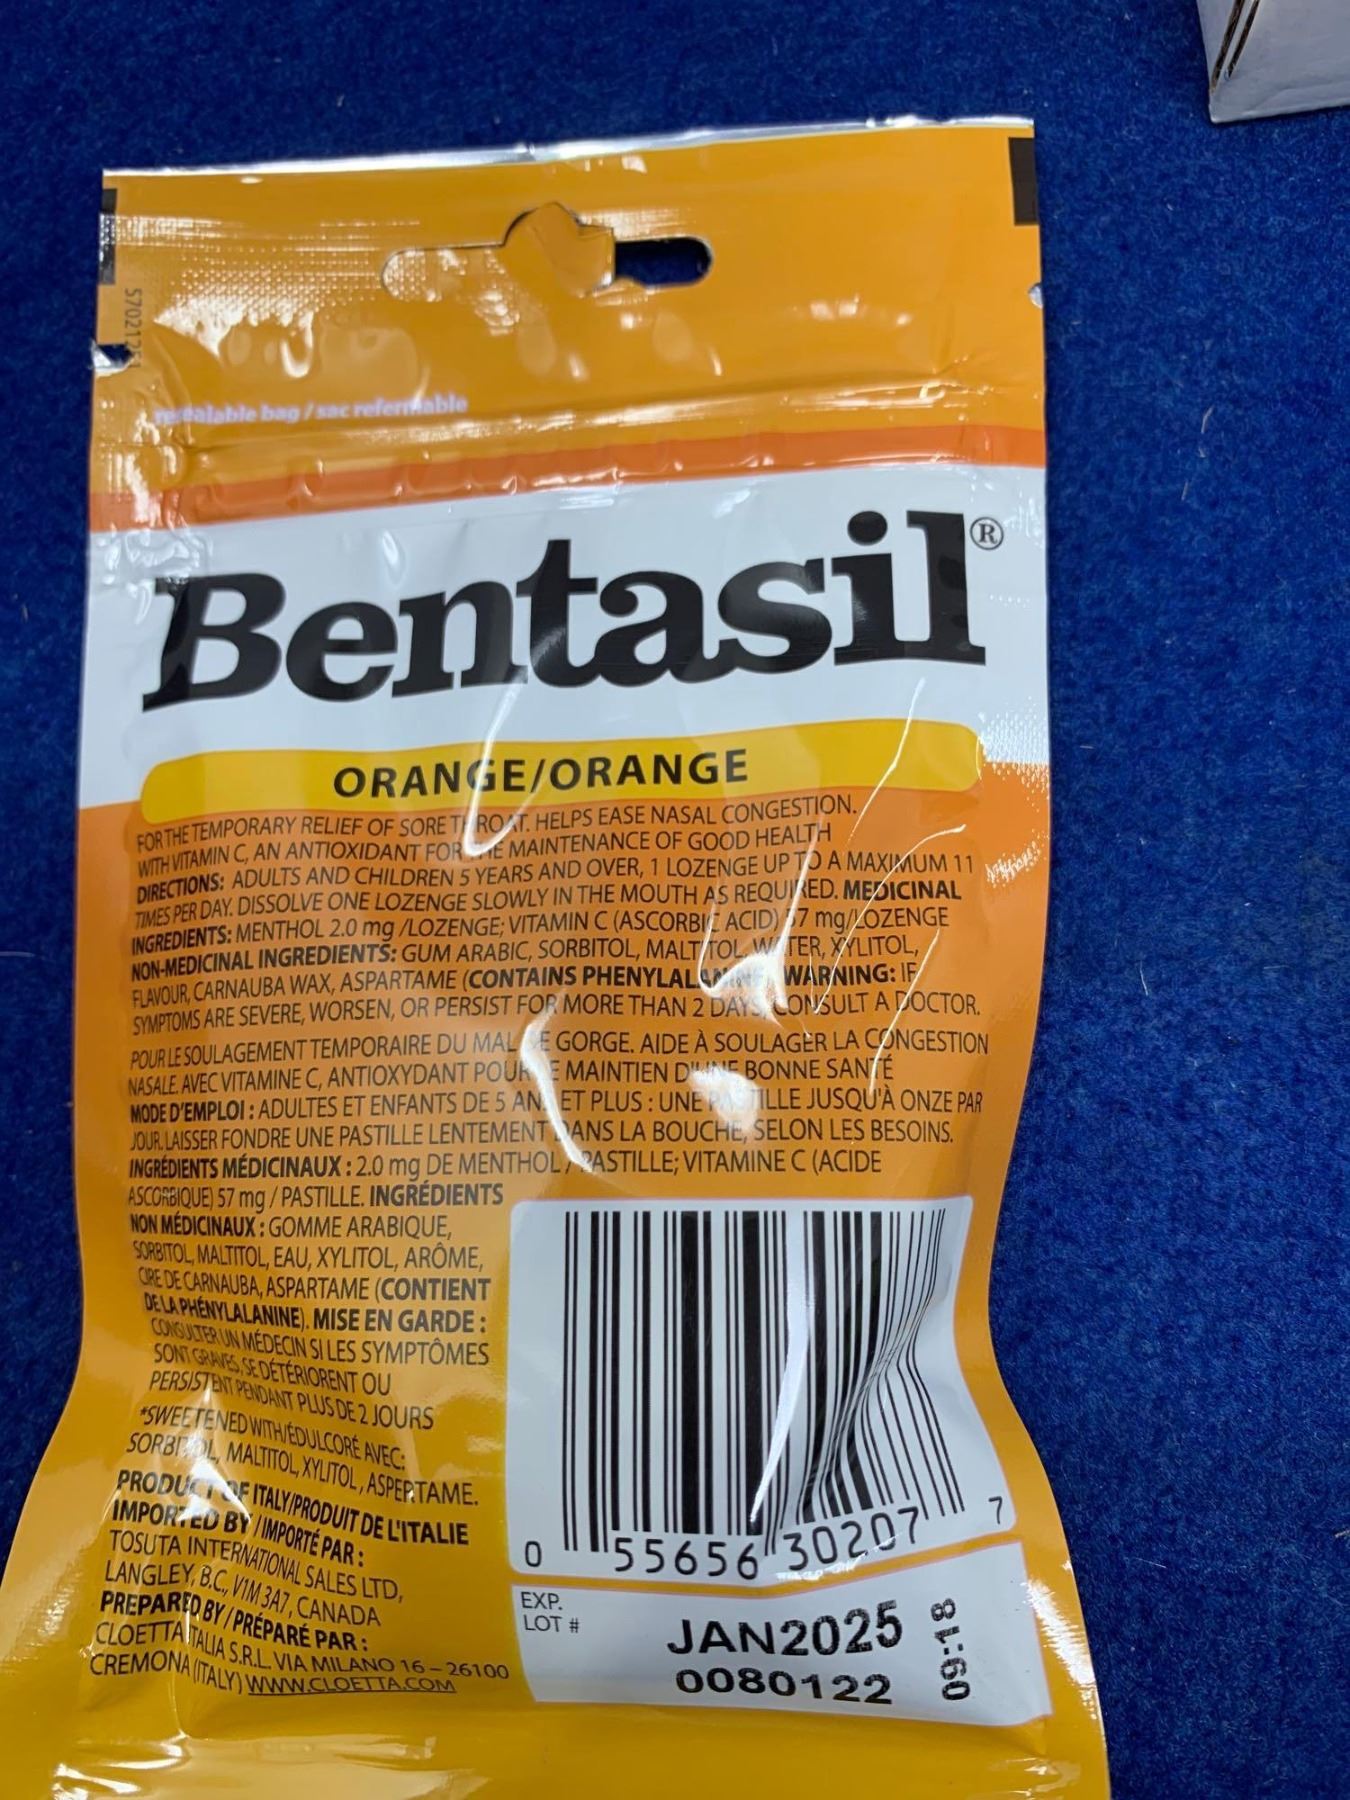 resealable bag / sac refermable
Bentasil®
ORANGE/ORANGE
FOR THE TEMPORARY RELIEF OF SORE THROAT. HELPS EASE NASAL CONGESTION.
WITH VITAMIN C, AN ANTIOXIDANT FOR THE MAINTENANCE OF GOOD HEALTH
DIRECTIONS: ADULTS AND CHILDREN 5 YEARS AND OVER, 1 LOZENGE UP TO A MAXIMUM 11
TIMES PER DAY. DISSOLVE ONE LOZENGE SLOWLY IN THE MOUTH AS REQUIRED. MEDICINAL
INGREDIENTS: MENTHOL 2.0 mg /LOZENGE; VITAMIN C (ASCORBIC ACID) 57 mg/LOZENGE
NON-MEDICINAL INGREDIENTS: GUM ARABIC, SORBITOL, MALTITOL, WATER, XYLITOL,
FLAVOUR, CARNAUBA WAX, ASPARTAME (CONTAINS PHENYLALANINE). WARNING: IF
SYMPTOMS ARE SEVERE, WORSEN, OR PERSIST FOR MORE THAN 2 DAYS, CONSULT A DOCTOR.
POUR LE SOULAGEMENT TEMPORAIRE DU MAL DE GORGE. AIDE À SOULAGER LA CONGESTION
NASALE. AVEC VITAMINE C, ANTIOXYDANT POUR LE MAINTIEN D'UNE BONNE SANTÉ
MODE D'EMPLOI : ADULTES ET ENFANTS DE 5 ANS ET PLUS : UNE PASTILLE JUSQU'À ONZE PAR
JOUR. LAISSER FONDRE UNE PASTILLE LENTEMENT DANS LA BOUCHE, SELON LES BESOINS.
INGRÉDIENTS MÉDICINAUX : 2.0 mg DE MENTHOL / PASTILLE; VITAMINE C (ACIDE
ASCORBIQUE) 57 mg / PASTILLE. INGRÉDIENTS
NON MÉDICINAUX : GOMME ARABIQUE,
SORBITOL, MALTITOL, EAU, XYLITOL, ARÔME,
CIRE DE CARNAUBA, ASPARTAME (CONTIENT
DE LA PHÉNYLALANINE). MISE EN GARDE :
CONSULTER UN MÉDECIN SI LES SYMPTÔMES
SONT GRAVES, SE DÉTÉRIORENT OU
PERSISTENT PENDANT PLUS DE 2 JOURS
*SWEETENED WITH/ÉDULCORÉ AVEC:
SORBITOL, MALTITOL, XYLITOL, ASPERTAME.
PRODUCT OF ITALY/PRODUIT DE L'ITALIE
IMPORTED BY / IMPORTÉ PAR :
TOSUTA INTERNATIONAL SALES LTD,
LANGLEY, B.C., V1M 3A7, CANADA
PREPARED BY / PRÉPARÉ PAR :
CLOETTA ITALIA S.R.L. VIA MILANO 16 – 26100
CREMONA (ITALY) WWW.CLOETTA.COM
0 55656 30207 7
EXP.
LOT #
JAN2025
0080122
09:18